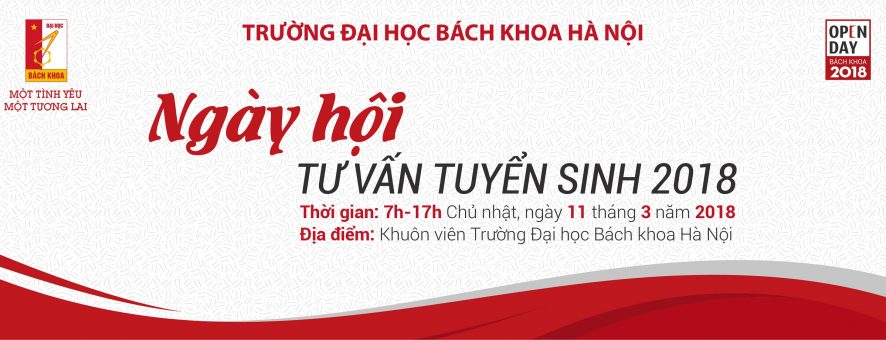 TRƯỜNG ĐẠI HỌC BÁCH KHOA HÀ NỘI
ĐẠI HỌC
BÁCH KHOA
MỘT TÌNH YÊU
MỘT TƯƠNG LAI
OPEN
DAY
BÁCH KHOA
2018
Ngày hội
TƯ VẤN TUYỂN SINH 2018
Thời gian: 7h-17h Chủ nhật, ngày 11 tháng 3 năm 2018
Địa điểm: Khuôn viên Trường Đại học Bách khoa Hà Nội